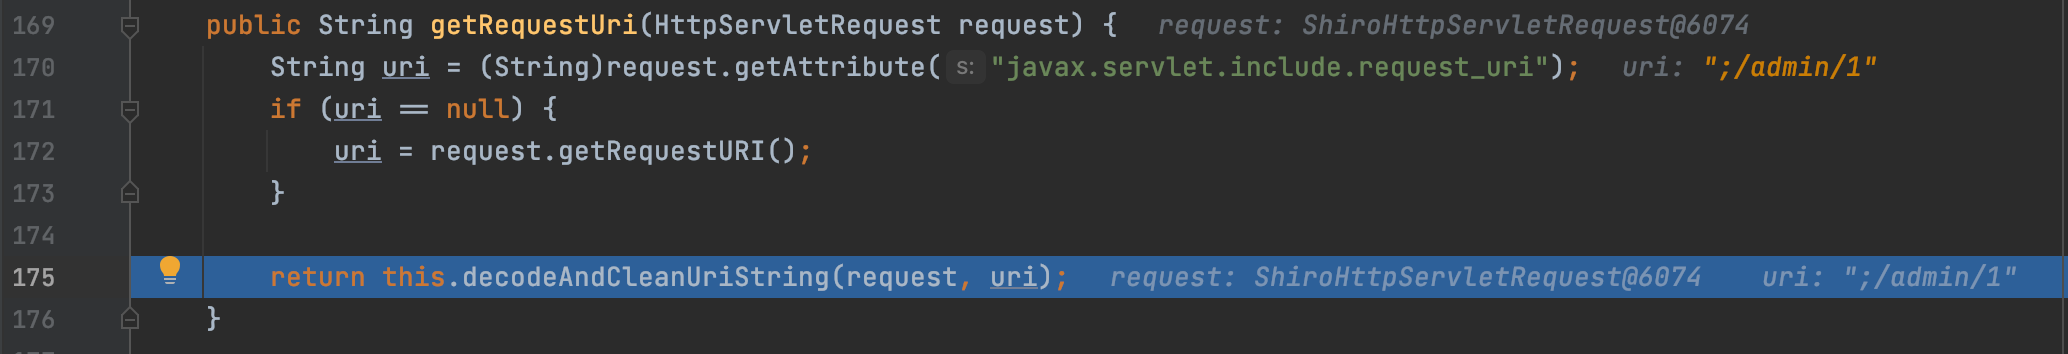 169 public String getRequestUri(HttpServletRequest request) { request: ShiroHttpServletRequest@6074
170 String uri = (String)request.getAttribute( s: "javax.servlet.include.request_uri"); uri: ";/admin/1"
171 if (uri == null) {
172 uri = request.getRequestURI();
173 }
174
175 return this.decodeAndCleanUriString(request, uri); request: ShiroHttpServletRequest@6074 uri: ";/admin/1"
176 }